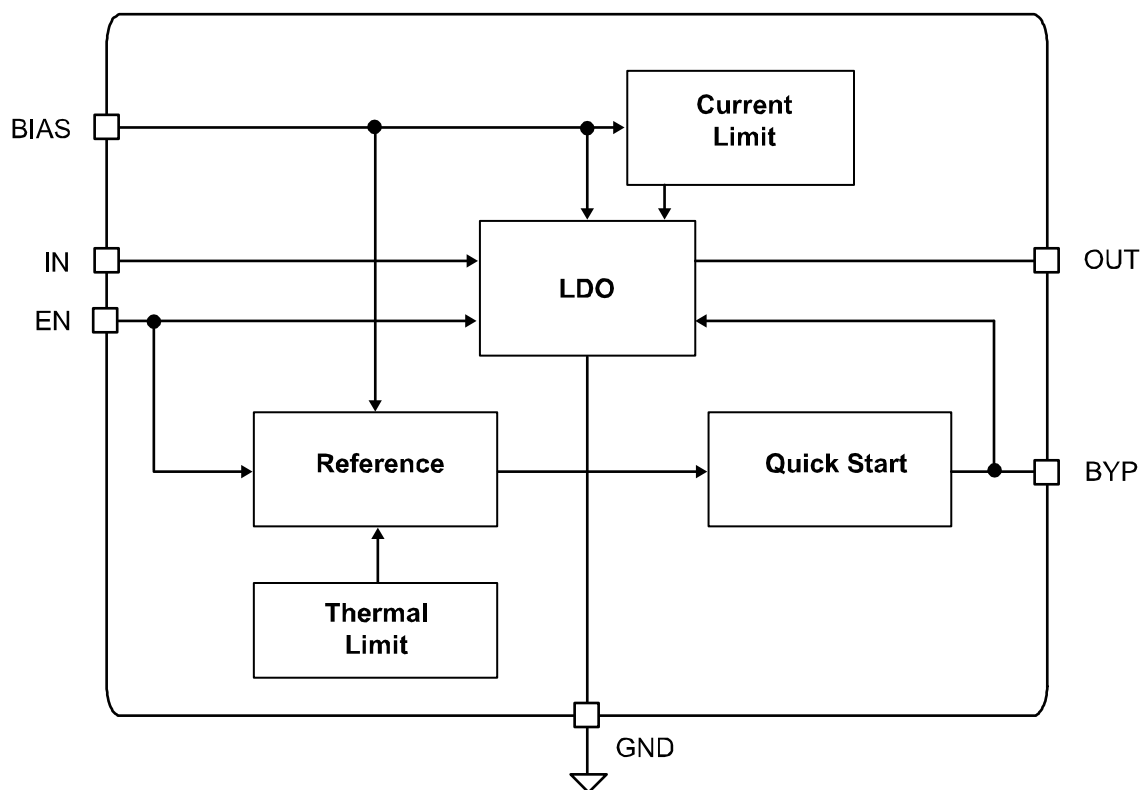 Current
Limit
BIAS
IN
OUT
LDO
EN
Reference
Quick Start
BYP
Thermal
Limit
GND